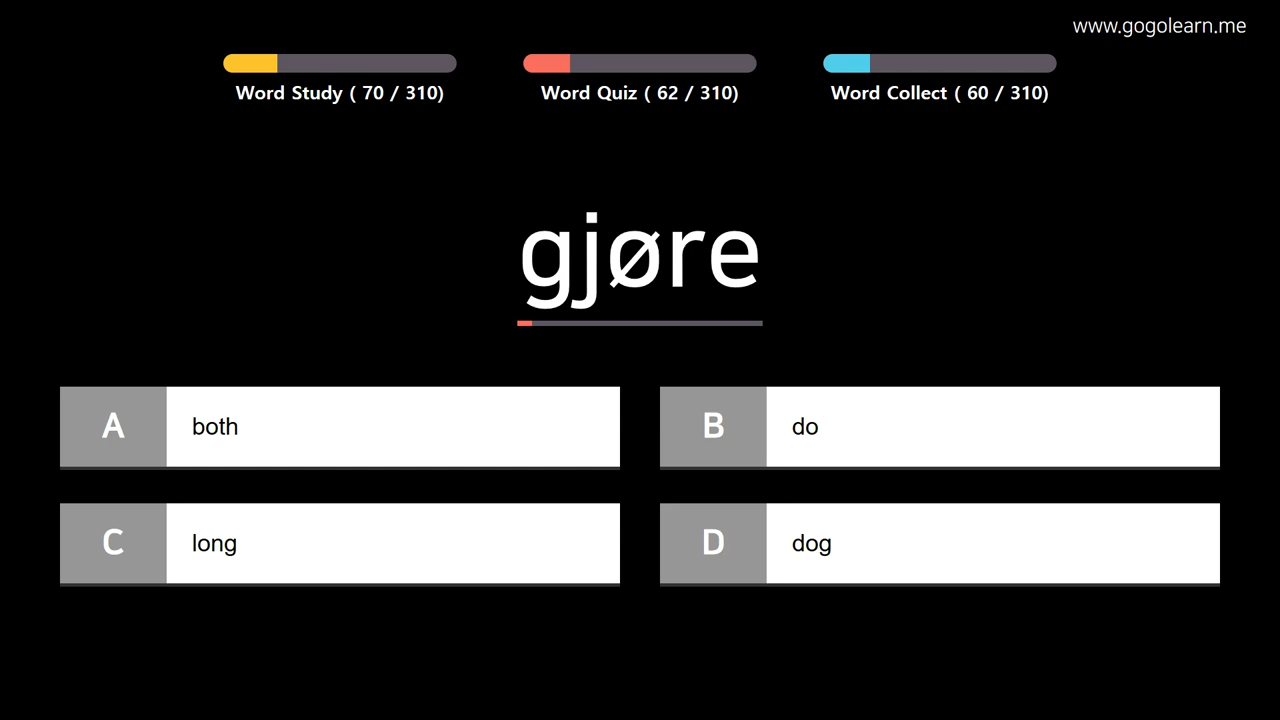 www.gogolearn.me
Word Study ( 70 / 310)
Word Quiz ( 62 / 310)
Word Collect ( 60 / 310)
gjøre
A both
B do
C long
D dog